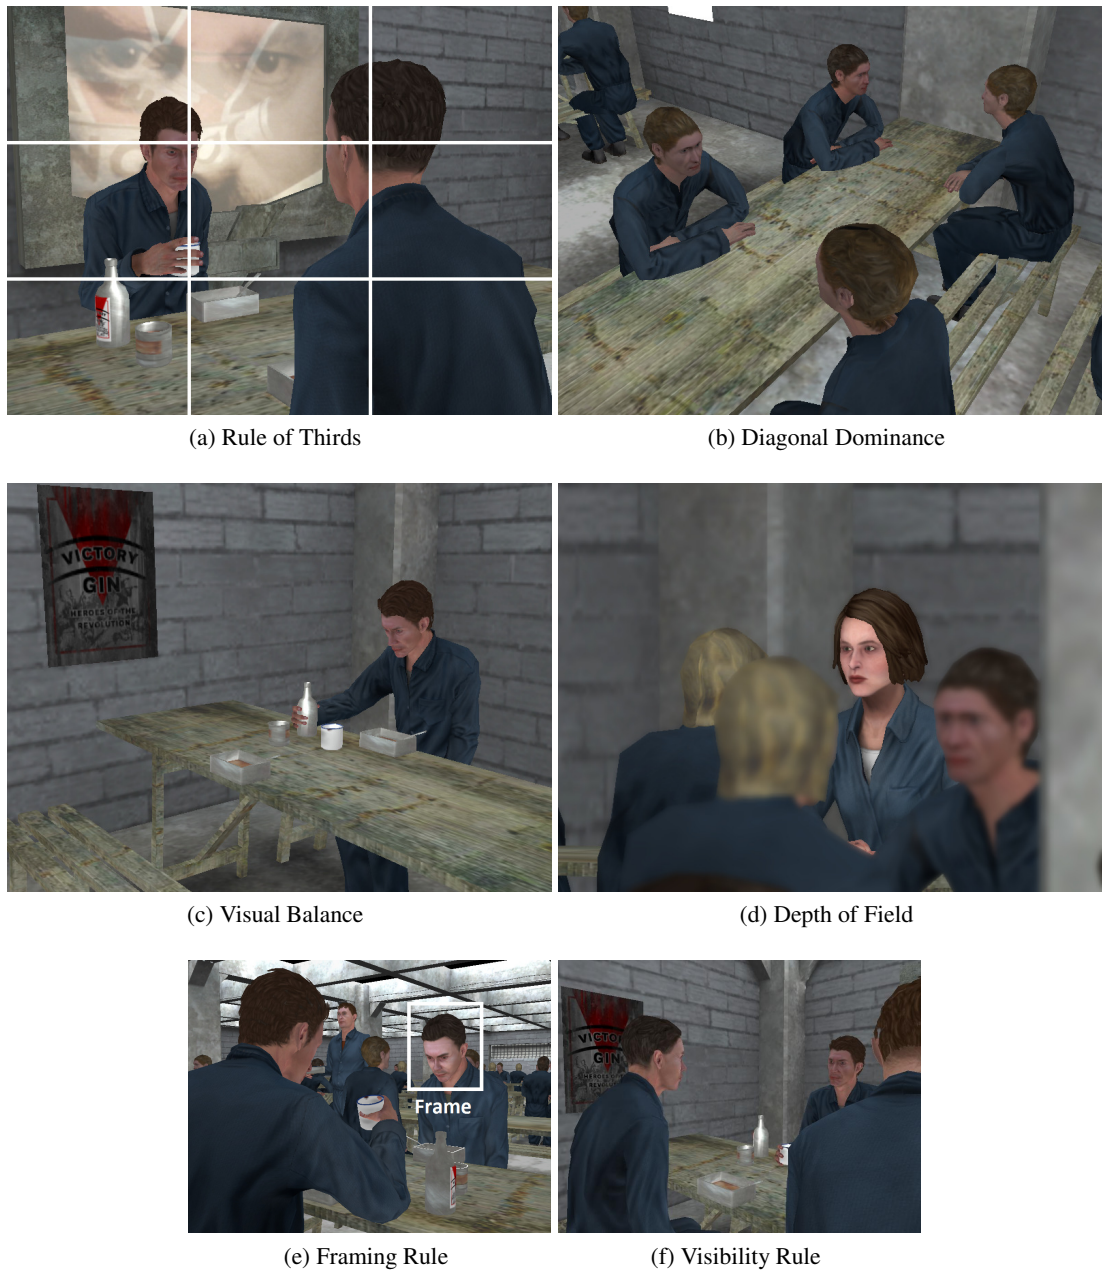 (a) Rule of Thirds
(b) Diagonal Dominance
VICTORY
GIN
HEROES OF THE
REVOLUTION
(c) Visual Balance
(d) Depth of Field
Frame
(e) Framing Rule
(f) Visibility Rule